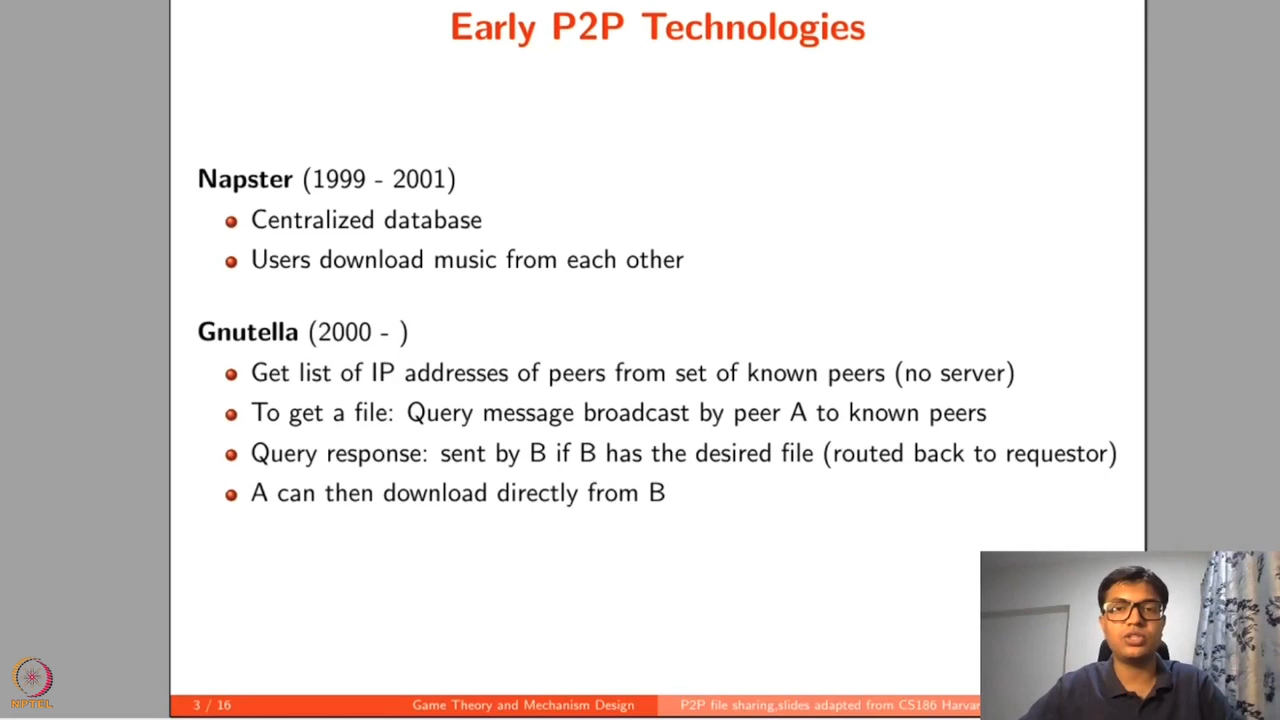 Early P2P Technologies
Napster (1999 - 2001)
Centralized database
Users download music from each other
Gnutella (2000 - )
Get list of IP addresses of peers from set of known peers (no server)
To get a file: Query message broadcast by peer A to known peers
Query response: sent by B if B has the desired file (routed back to requestor)
A can then download directly from B
NPTEL
3 / 16 Game Theory and Mechanism Design P2P file sharing,slides adapted from CS186 Harvar